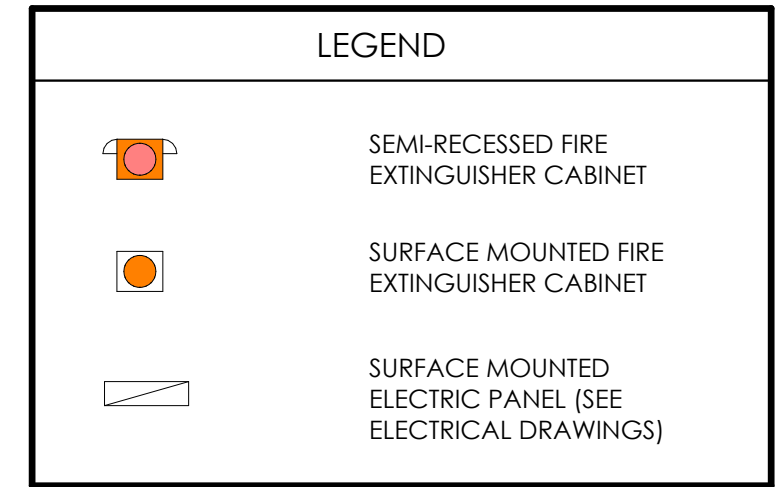 LEGEND
SEMI-RECESSED FIRE
EXTINGUISHER CABINET
SURFACE MOUNTED FIRE
EXTINGUISHER CABINET
SURFACE MOUNTED
ELECTRIC PANEL (SEE
ELECTRICAL DRAWINGS)